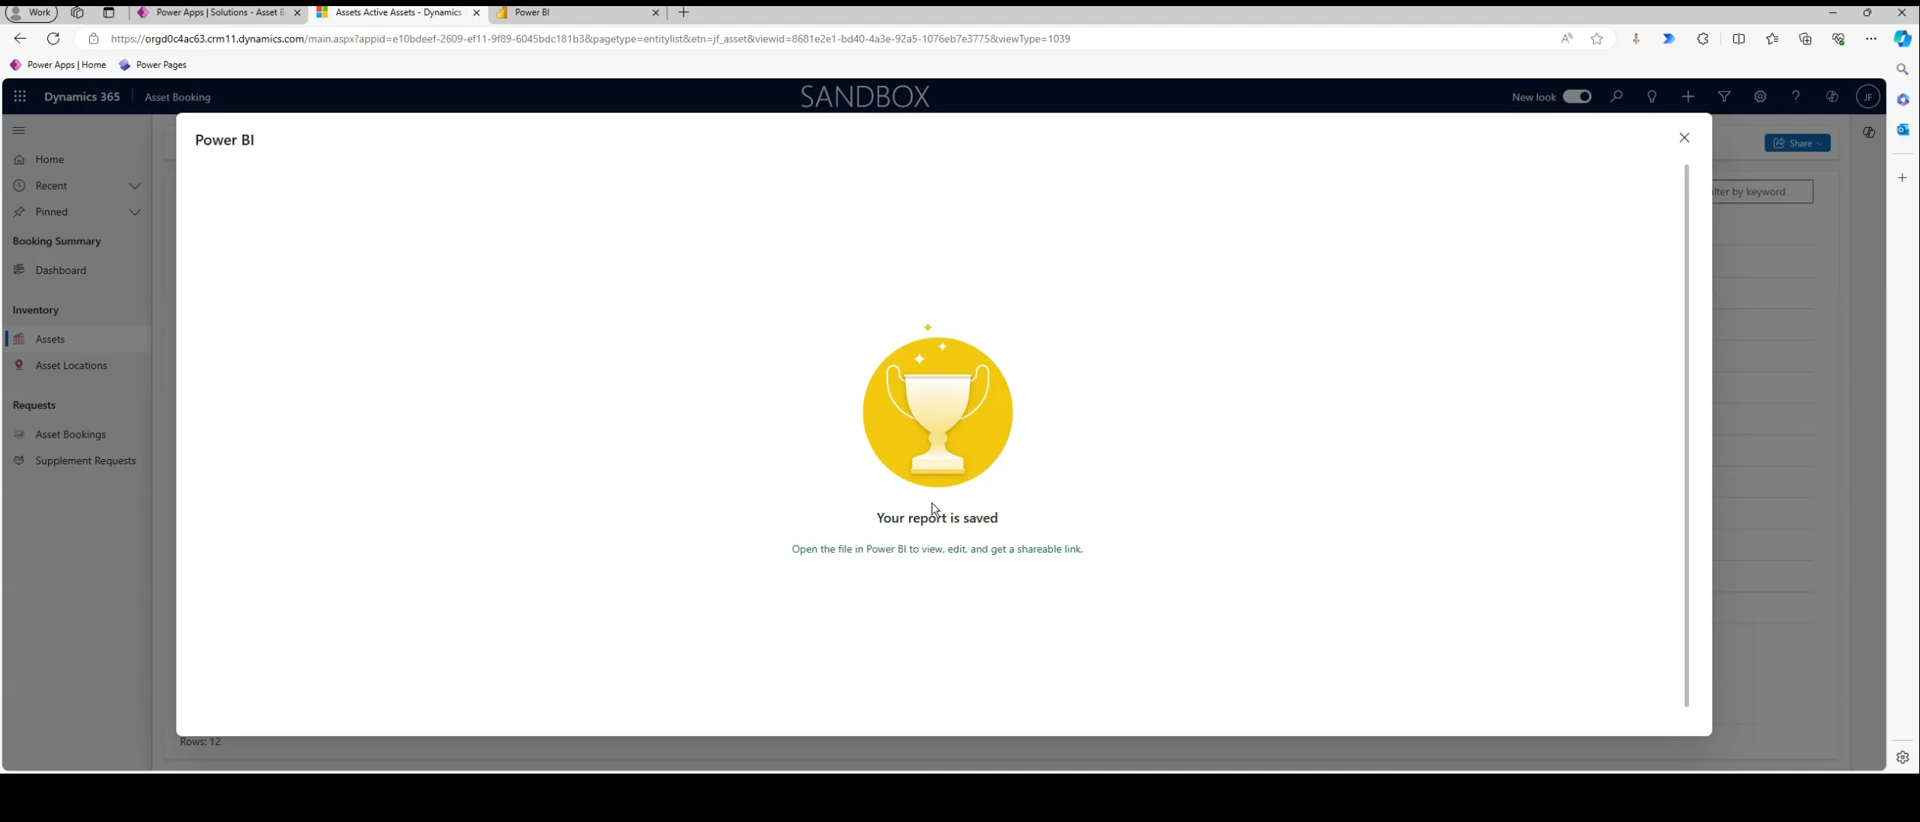 Work
Power Apps | Solutions - Asset B
Assets Active Assets - Dynamics
Power BI
https://orgd0c4ac63.crm11.dynamics.com/main.aspx?appid=e10bdeef-2609-ef11-9f89-6045bdc181b3&pagetype=entitylist&etn=jf_asset&viewid=8681e2e1-bd40-4a3e-92a5-1076eb7e3775&viewType=1039
Power Apps | Home
Power Pages
Dynamics 365
Asset Booking
SANDBOX
New look
JF
Power BI
Share
Home
Recent
filter by keyword
Pinned
Booking Summary
Dashboard
Inventory
Assets
Asset Locations
Requests
Asset Bookings
Supplement Requests
Your report is saved
Open the file in Power BI to view, edit, and get a shareable link.
Rows: 12